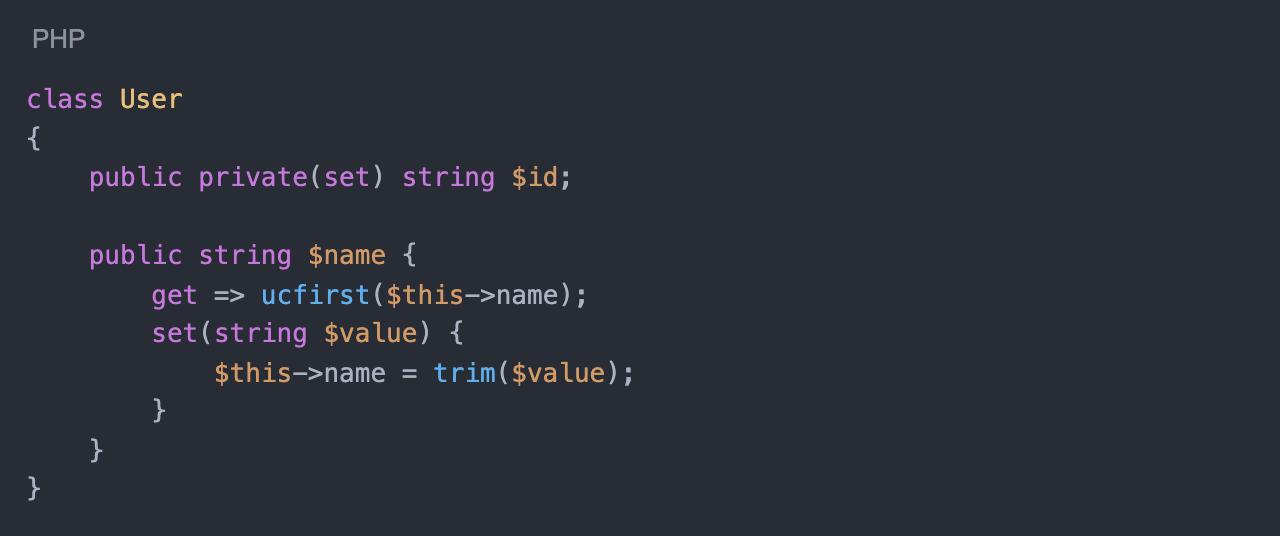 PHP
class User
{
    public private(set) string $id;

    public string $name {
        get => ucfirst($this->name);
        set(string $value) {
            $this->name = trim($value);
        }
    }
}